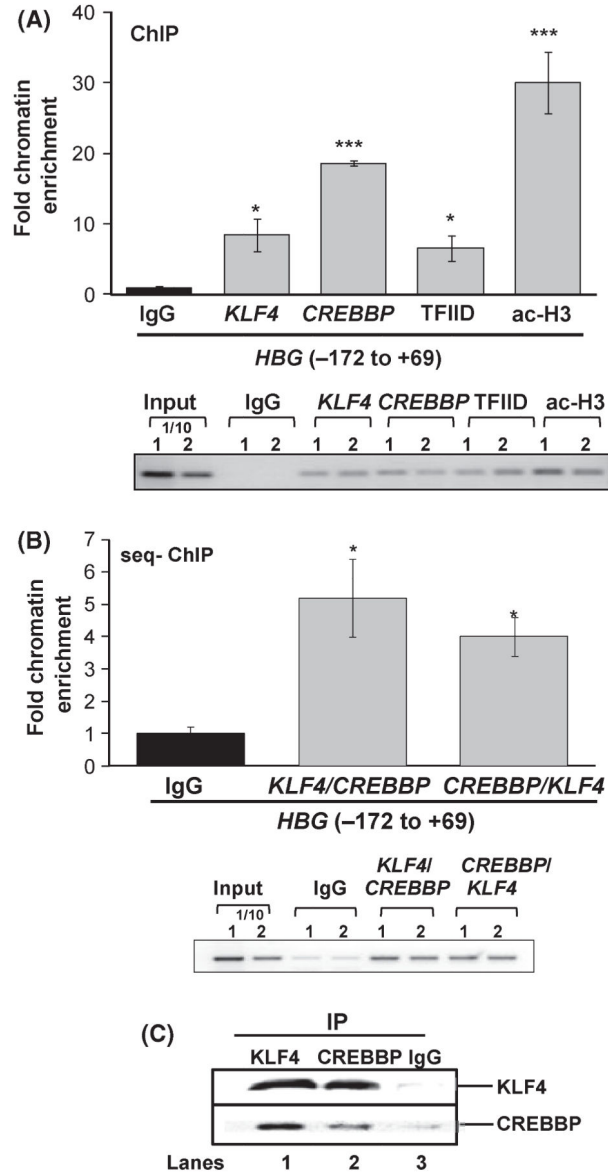 (A)
ChIP
Fold chromatin
enrichment
40
30
20
10
0
*
***
*
***
IgG KLF4 CREBBP TFIID ac-H3
HBG (–172 to +69)
Input IgG KLF4 CREBBP TFIID ac-H3
1/10
1 2 1 2 1 2 1 2 1 2 1 2
(B)
seq- ChIP
Fold chromatin
enrichment
7
6
5
4
3
2
1
0
*
*
IgG KLF4/CREBBP CREBBP/KLF4
HBG (–172 to +69)
Input IgG KLF4/ CREBBP CREBBP/ KLF4
1/10
1 2 1 2 1 2 1 2
(C)
IP
KLF4 CREBBP IgG
KLF4
CREBBP
Lanes 1 2 3